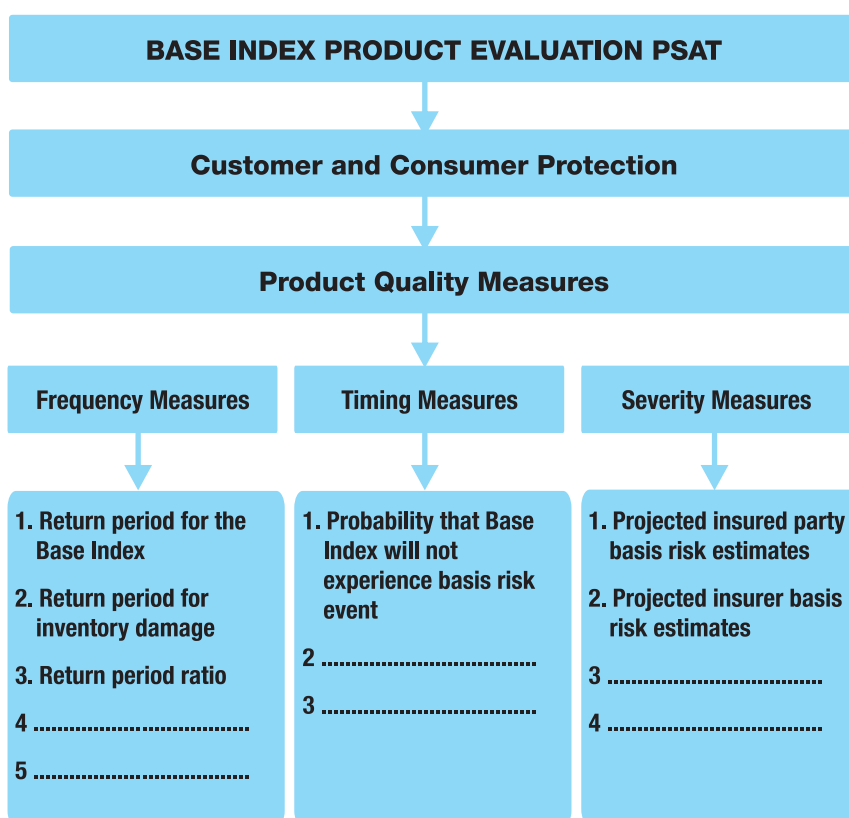 BASE INDEX PRODUCT EVALUATION PSAT
Customer and Consumer Protection
Product Quality Measures
Frequency Measures
1. Return period for the
Base Index
2. Return period for
inventory damage
3. Return period ratio
4 ....................................
5 ....................................
Timing Measures
1. Probability that Base
Index will not
experience basis risk
event
2 ....................................
3 ....................................
Severity Measures
1. Projected insured party
basis risk estimates
2. Projected insurer basis
risk estimates
3 ....................................
4 ....................................